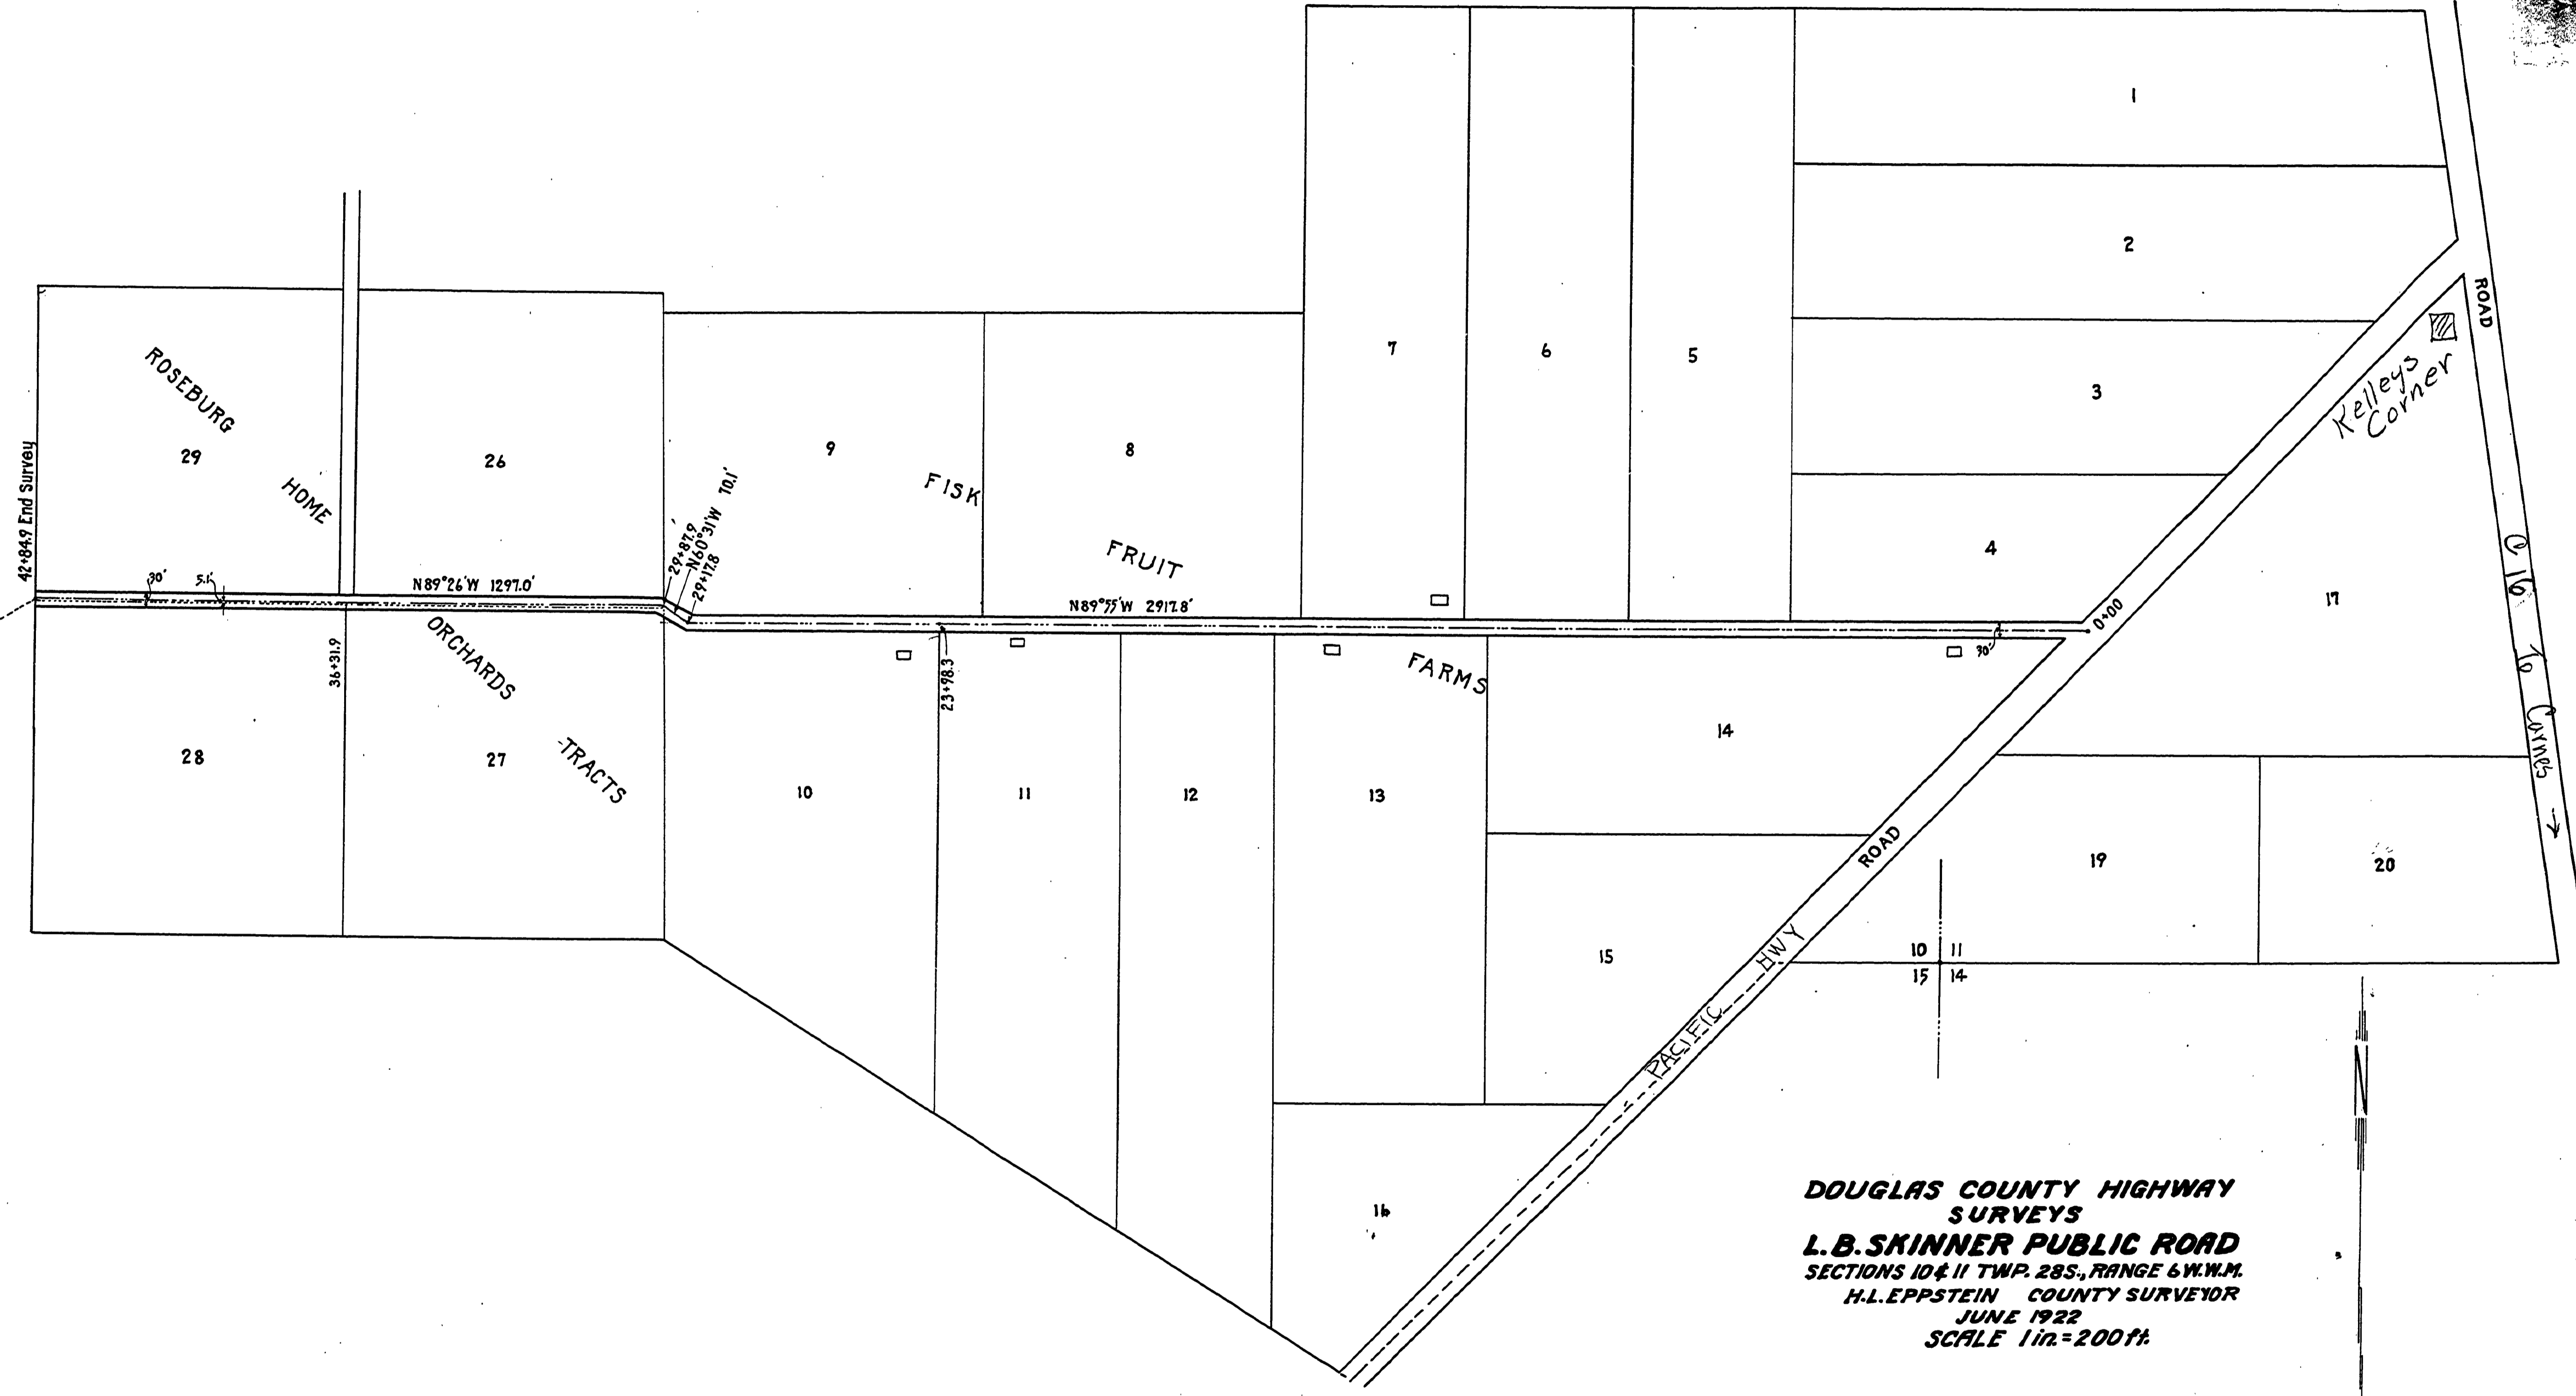 1
2
3
4
5
6
7
8
9
FISK
FRUIT
FARMS
ROAD
Kelleys
Corner
17
C 16 To Curnes →
ROSEBURG
HOME
ORCHARDS
-TRACTS
29
26
28
27
42+84.9 End Survey
30'
5.1'
N 89°26'W 1297.0'
36+31.9
29+87.9
N60°31'W 70.1'
29+17.8
N89°55'W 2917.8'
23+98.3
30'
0+00
10
11
12
13
14
15
16
ROAD
PACIFIC HWY
19
20
10 11
15 14
N
DOUGLAS COUNTY HIGHWAY
SURVEYS
L.B. SKINNER PUBLIC ROAD
SECTIONS 10 & 11 TWP. 28S., RANGE 6 W.W.M.
H.L. EPPSTEIN COUNTY SURVEYOR
JUNE 1922
SCALE 1 in. = 200 ft.